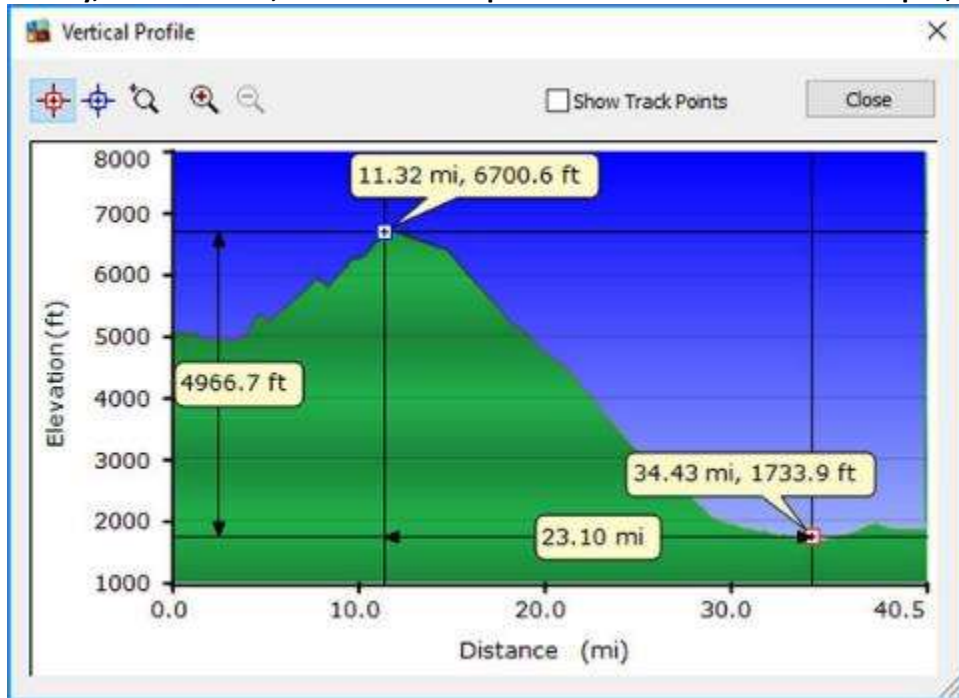 Vertical Profile
Show Track Points
Close
8000
7000
6000
5000
4000
3000
2000
1000
Elevation (ft)
11.32 mi, 6700.6 ft
4966.7 ft
34.43 mi, 1733.9 ft
23.10 mi
0.0 10.0 20.0 30.0 40.5
Distance (mi)